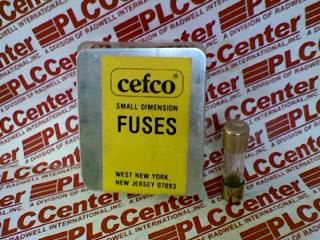 cefco®
SMALL DIMENSION
FUSES
WEST NEW YORK,
NEW JERSEY 07093
PLCCenter
A DIVISION OF RADWELL INTERNATIONAL, INC.